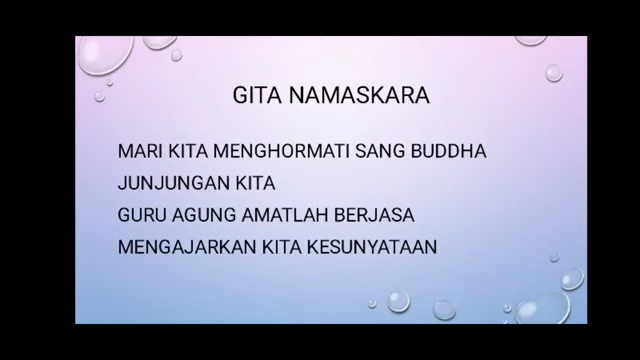 GITA NAMASKARA
MARI KITA MENGHORMATI SANG BUDDHA
JUNJUNGAN KITA
GURU AGUNG AMATLAH BERJASA
MENGAJARKAN KITA KESUNYATAAN